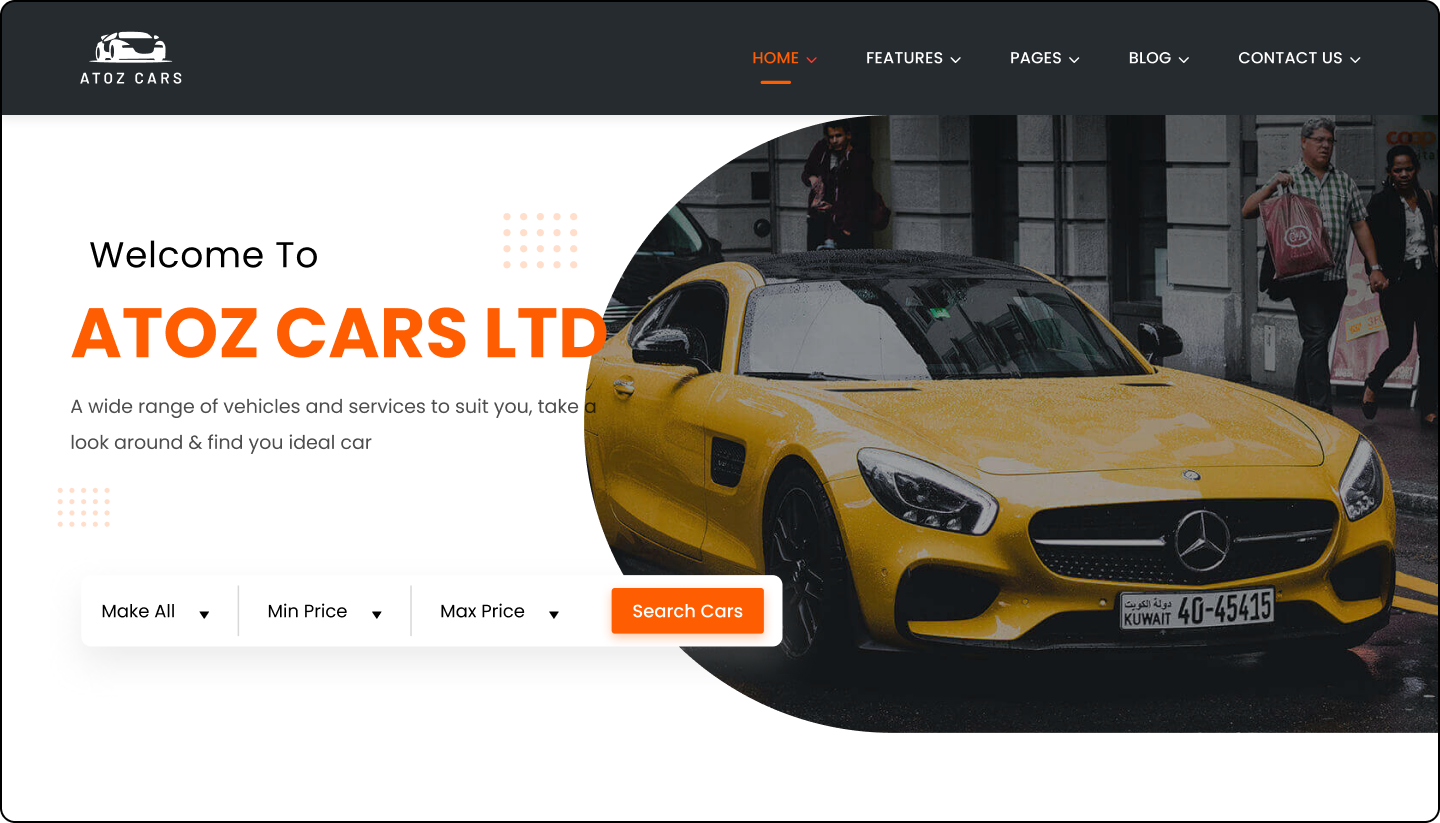 ATOZ CARS
HOME FEATURES PAGES BLOG CONTACT US
Welcome To
ATOZ CARS LTD
A wide range of vehicles and services to suit you, take a
look around & find you ideal car
Make All Min Price Max Price Search Cars
دولة الكويت
KUWAIT 40-45415